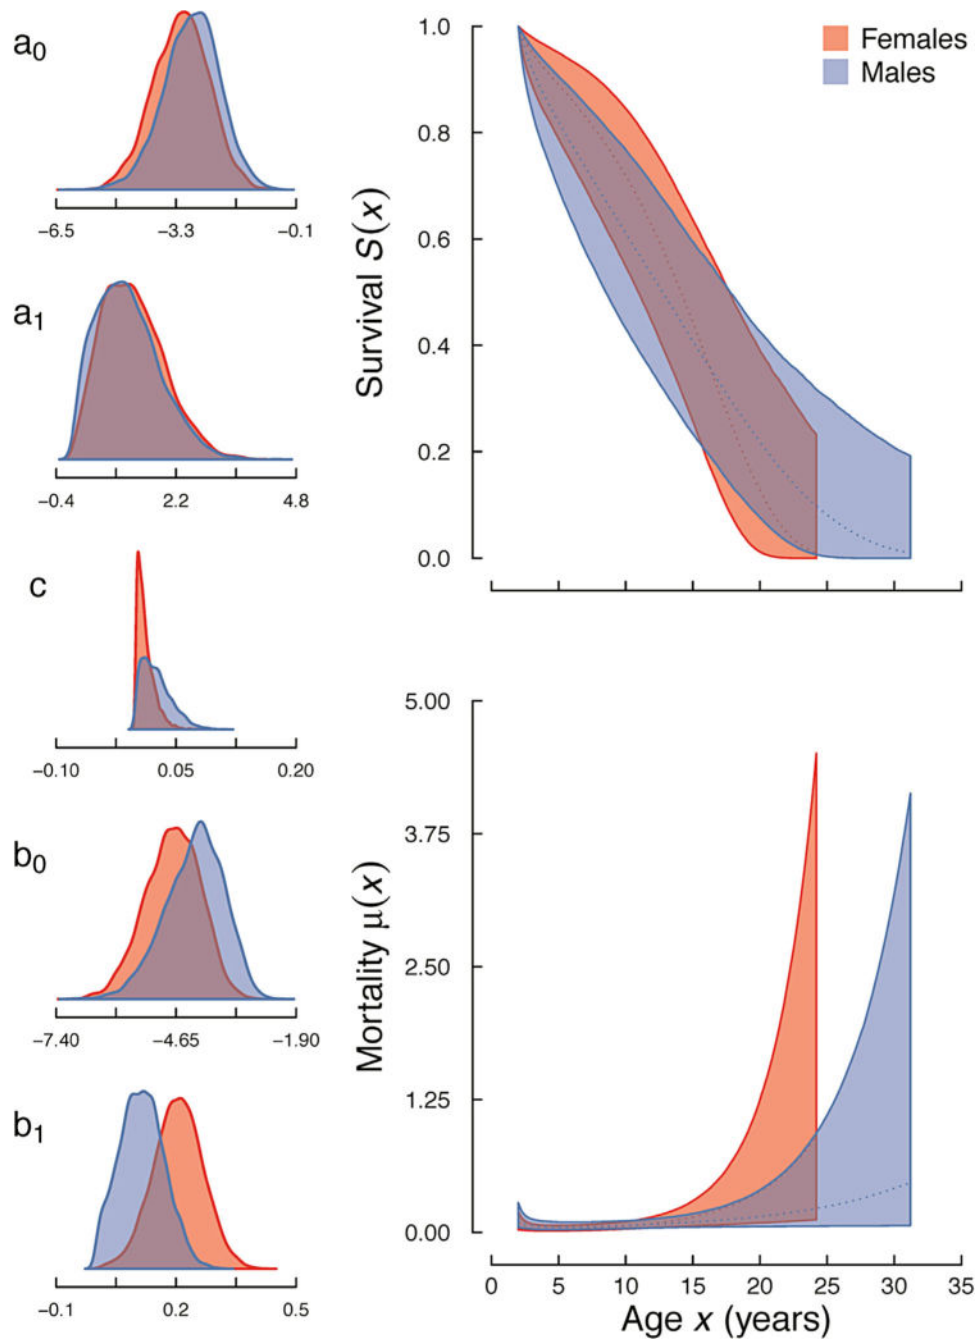 a0
−6.5 −3.3 −0.1
a1
−0.4 2.2 4.8
c
−0.10 0.05 0.20
b0
−7.40 −4.65 −1.90
b1
−0.1 0.2 0.5
Females
Males
Survival S(x)
1.0
0.8
0.6
0.4
0.2
0.0
Mortality μ(x)
5.00
3.75
2.50
1.25
0.00
0 5 10 15 20 25 30 35
Age x (years)